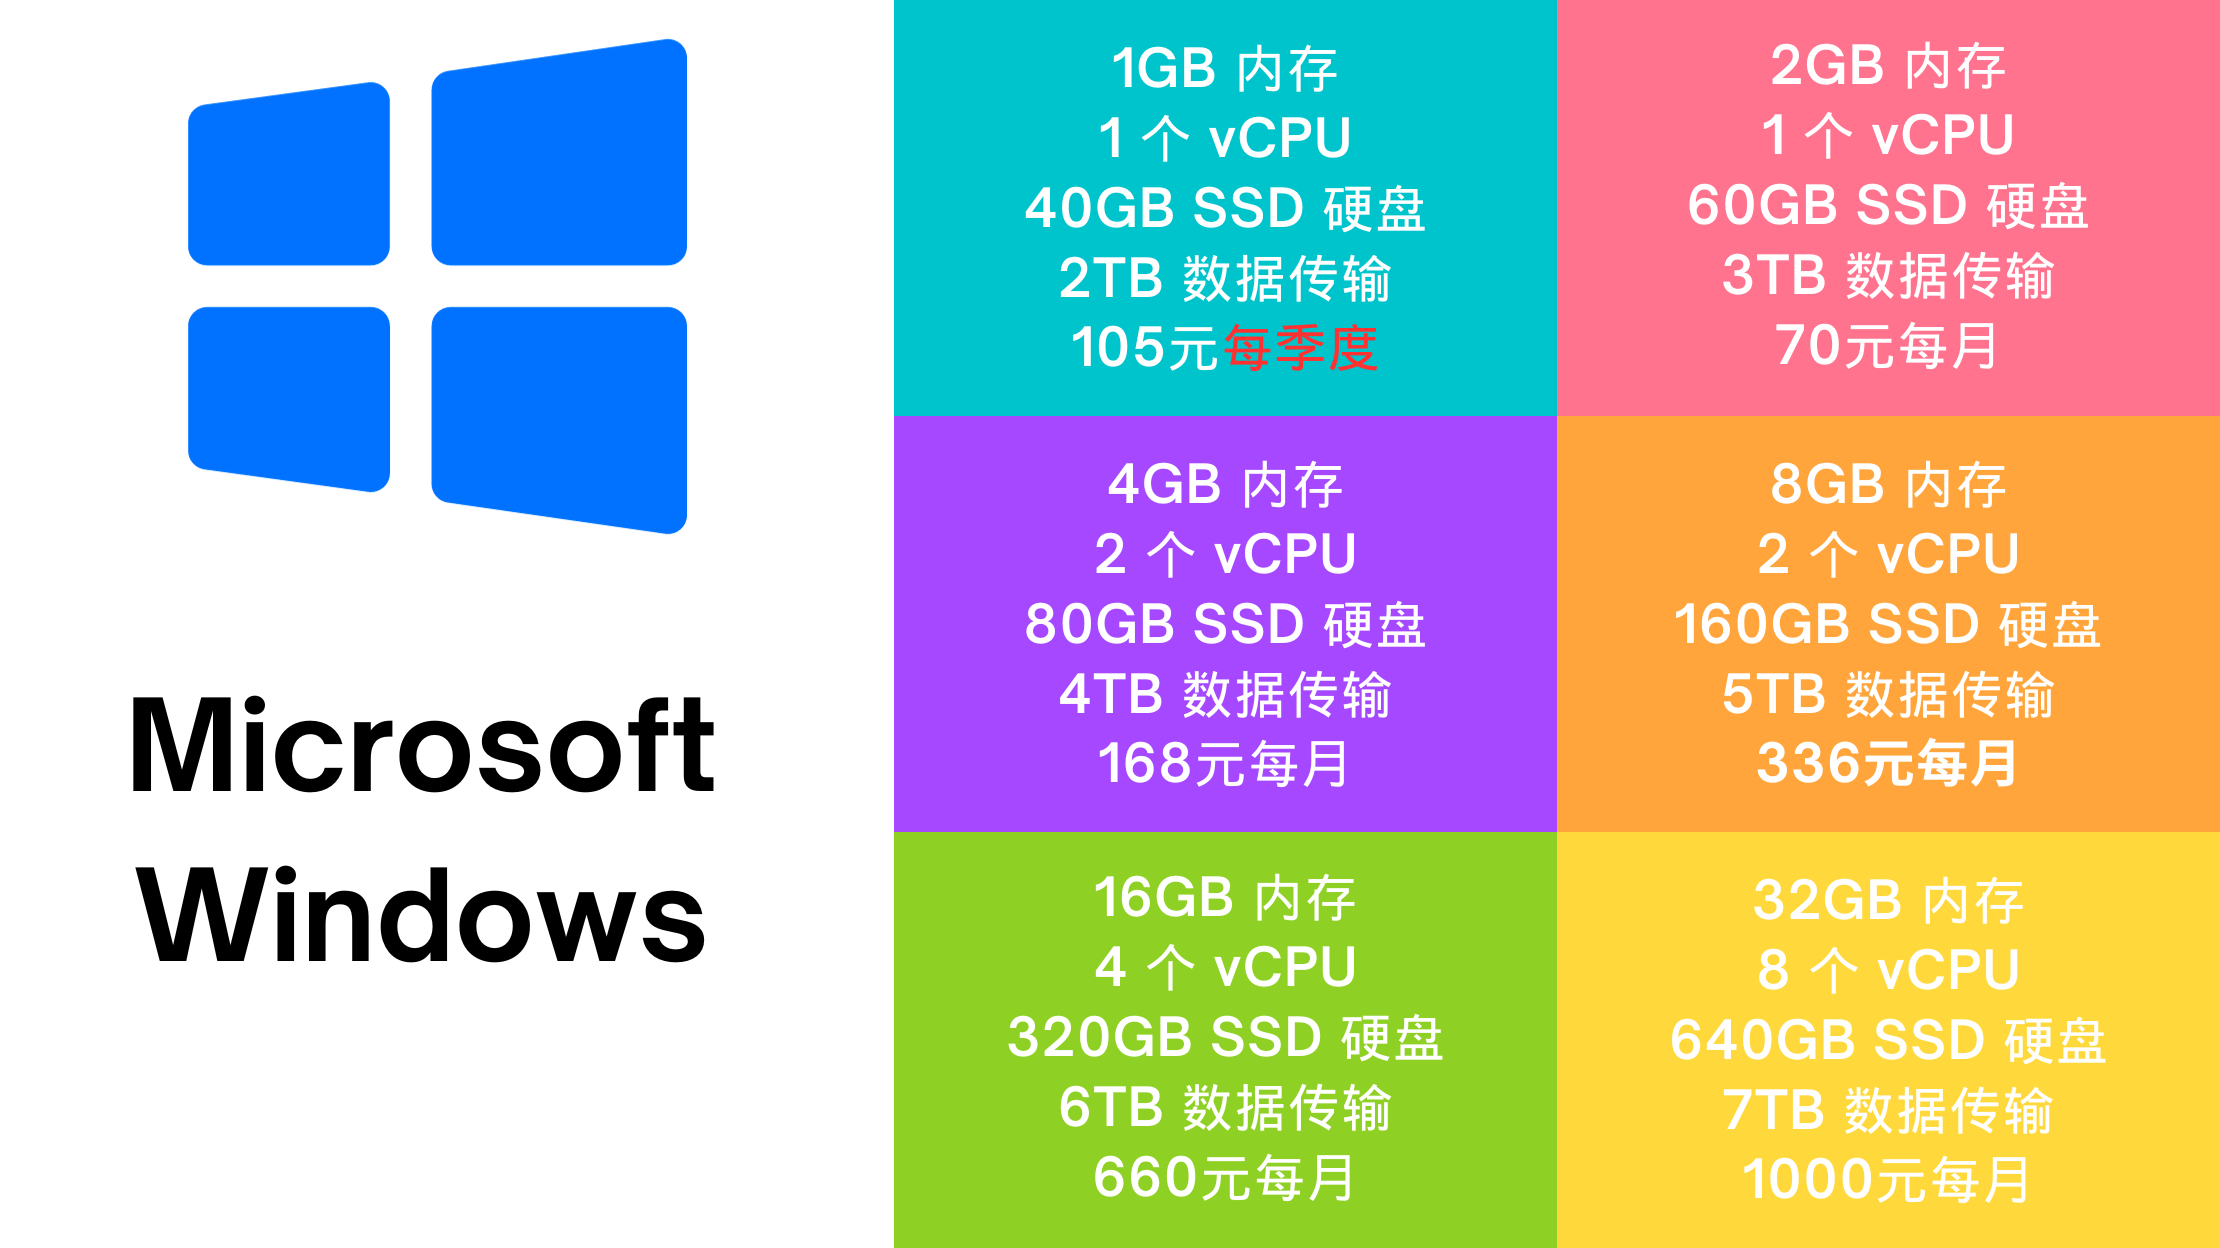 Microsoft
Windows
1GB 内存
1 个 vCPU
40GB SSD 硬盘
2TB 数据传输
105元每季度
2GB 内存
1 个 vCPU
60GB SSD 硬盘
3TB 数据传输
70元每月
4GB 内存
2 个 vCPU
80GB SSD 硬盘
4TB 数据传输
168元每月
8GB 内存
2 个 vCPU
160GB SSD 硬盘
5TB 数据传输
336元每月
16GB 内存
4 个 vCPU
320GB SSD 硬盘
6TB 数据传输
660元每月
32GB 内存
8 个 vCPU
640GB SSD 硬盘
7TB 数据传输
1000元每月